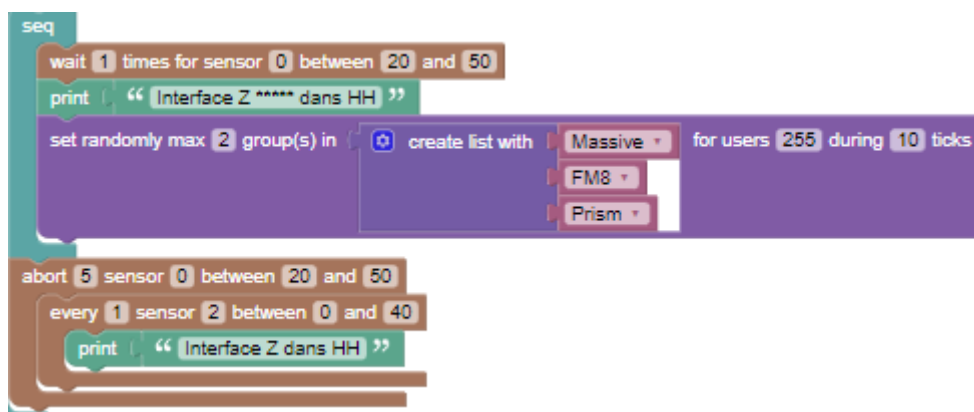 seq
wait 1 times for sensor 0 between 20 and 50
print “ Interface Z ***** dans HH ”
set randomly max 2 group(s) in create list with Massive for users 255 during 10 ticks
FM8
Prism
abort 5 sensor 0 between 20 and 50
every 1 sensor 2 between 0 and 40
print “ Interface Z dans HH ”